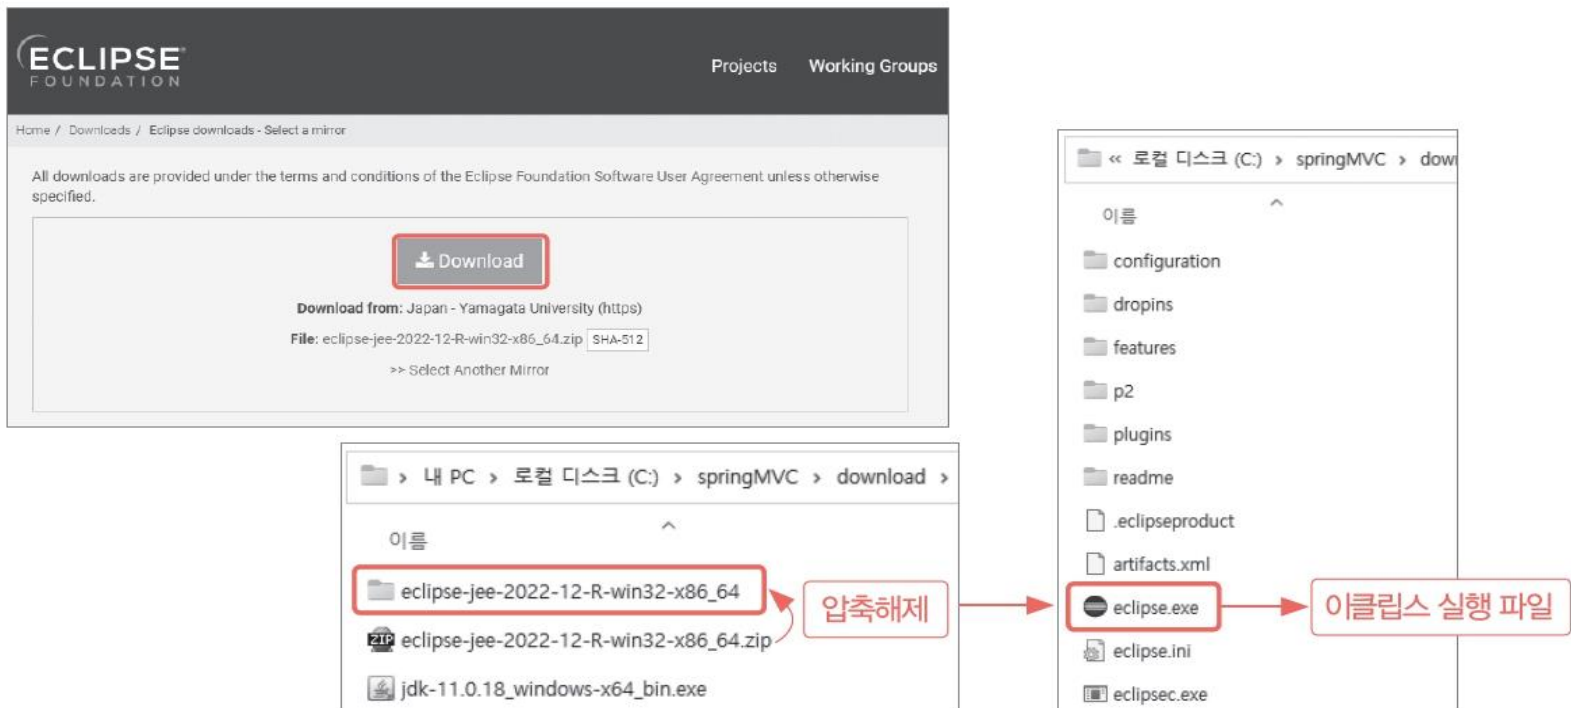 ECLIPSE
FOUNDATION
Projects Working Groups
Home / Downloads / Eclipse downloads - Select a mirror
All downloads are provided under the terms and conditions of the Eclipse Foundation Software User Agreement unless otherwise
specified.
Download
Download from: Japan - Yamagata University (https)
File: eclipse-jee-2022-12-R-win32-x86_64.zip SHA-512
>> Select Another Mirror
> 내 PC > 로컬 디스크 (C:) > springMVC > download >
이름
eclipse-jee-2022-12-R-win32-x86_64
ZIP eclipse-jee-2022-12-R-win32-x86_64.zip
jdk-11.0.18_windows-x64_bin.exe
압축해제
« 로컬 디스크 (C:) > springMVC > down
이름
configuration
dropins
features
p2
plugins
readme
.eclipseproduct
artifacts.xml
eclipse.exe
이클립스 실행 파일
eclipse.ini
eclipsec.exe